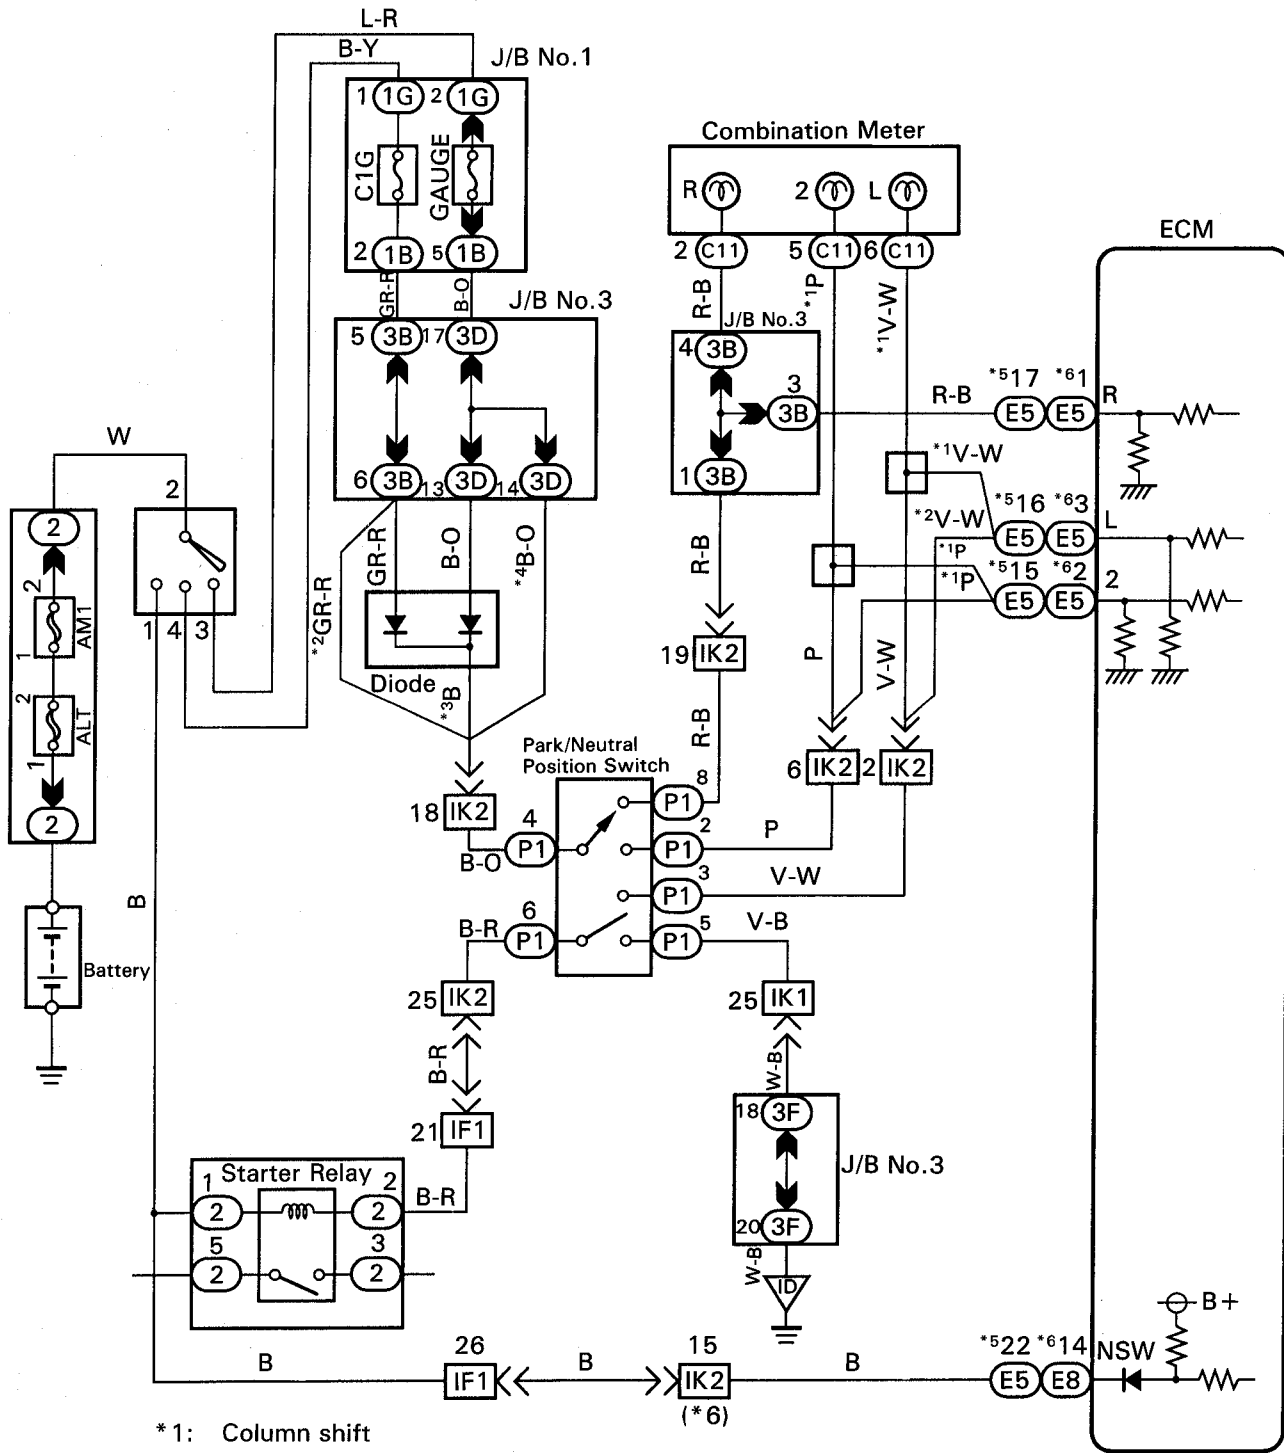 L-R
B-Y
J/B No.1
1 1G 2 1G
C1G
GAUGE
2 1B 5 1B
GR-R
B-O
J/B No.3
5 3B 17 3D
6 3B 13 3D 14 3D
*2GR-R
GR-R
B-O
*4B-O
Diode
*3B
18 IK2
B-O
W
2
2
2
AM1
1
2
ALT
1
2
1 4 3
B
Battery
Combination Meter
R 2 L
2 C11 5 C11 6 C11
R-B
*1P
*1V-W
J/B No.3
4 3B
3
3B
1 3B
R-B
R-B
19 IK2
R-B
P
V-W
6 IK2 2 IK2
ECM
*517 *61
E5 E5 R
*1V-W
*2V-W
*516 *63
E5 E5 L
*1P
*1P
*515 *62
E5 E5 2
Park/Neutral
Position Switch
4
P1
6
P1
8
P1
2
P1
P
3
P1
V-W
5
P1
V-B
B-R
25 IK2
B-R
21 IF1
B-R
25 IK1
W-B
18 3F
J/B No.3
20 3F
W-B
ID
Starter Relay
1 2
2 2
5 3
2 2
B
26
IF1
B
15
IK2
(*6)
B
*522 *614
E5 E8
NSW
B+
*1: Column shift